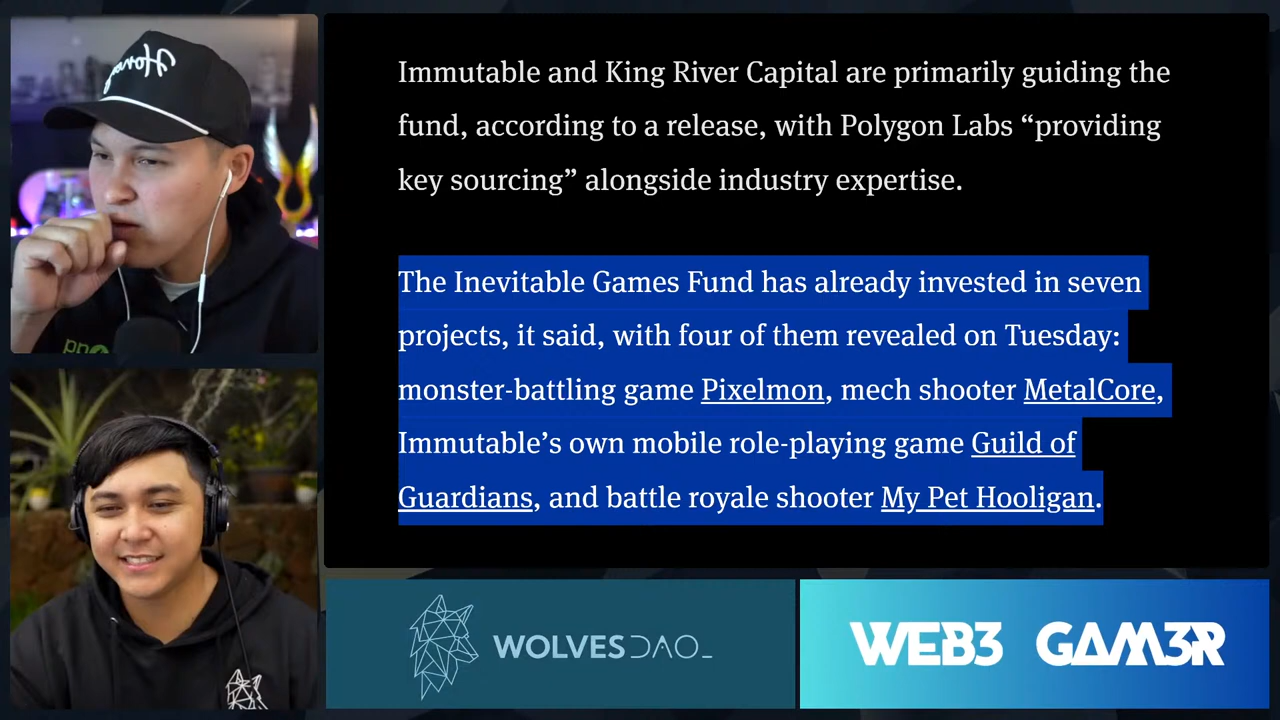 Immutable and King River Capital are primarily guiding the
fund, according to a release, with Polygon Labs “providing
key sourcing” alongside industry expertise.
The Inevitable Games Fund has already invested in seven
projects, it said, with four of them revealed on Tuesday:
monster-battling game Pixelmon, mech shooter MetalCore,
Immutable’s own mobile role-playing game Guild of
Guardians, and battle royale shooter My Pet Hooligan.
WOLVESDAO_
WEB3 GAM3R